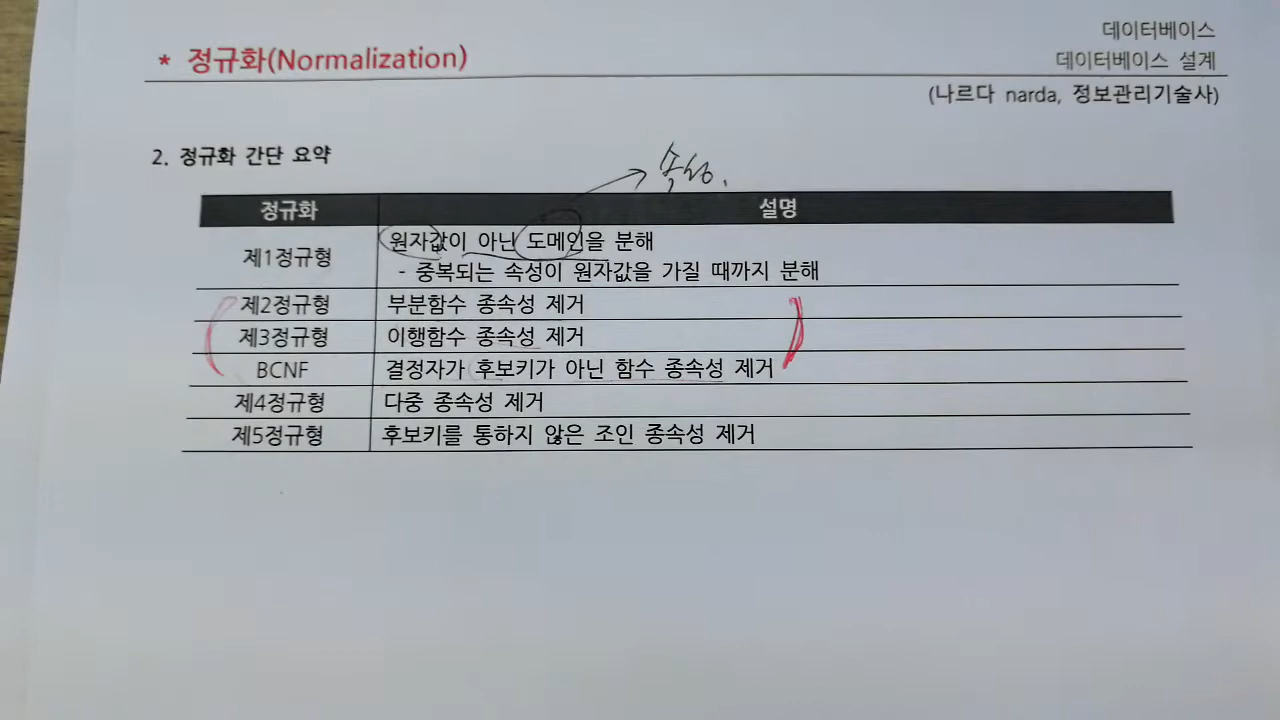 * 정규화(Normalization)
데이터베이스
데이터베이스 설계
(나르다 narda, 정보관리기술사)
2. 정규화 간단 요약
속성.
정규화 설명
제1정규형 원자값이 아닌 도메인을 분해
- 중복되는 속성이 원자값을 가질 때까지 분해
제2정규형 부분함수 종속성 제거
제3정규형 이행함수 종속성 제거
BCNF 결정자가 후보키가 아닌 함수 종속성 제거
제4정규형 다중 종속성 제거
제5정규형 후보키를 통하지 않은 조인 종속성 제거